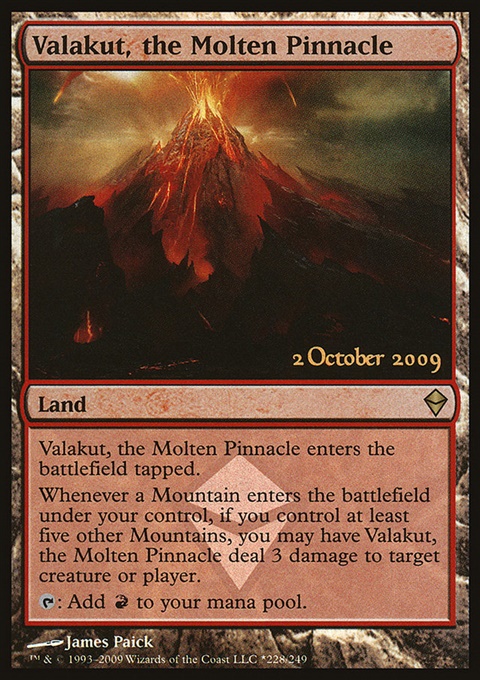 Valakut, the Molten Pinnacle
2 October 2009
Land
Valakut, the Molten Pinnacle enters the
battlefield tapped.
Whenever a Mountain enters the battlefield
under your control, if you control at least
five other Mountains, you may have Valakut,
the Molten Pinnacle deal 3 damage to target
creature or player.
: Add to your mana pool.
James Paick
™ & © 1993–2009 Wizards of the Coast LLC *228/249